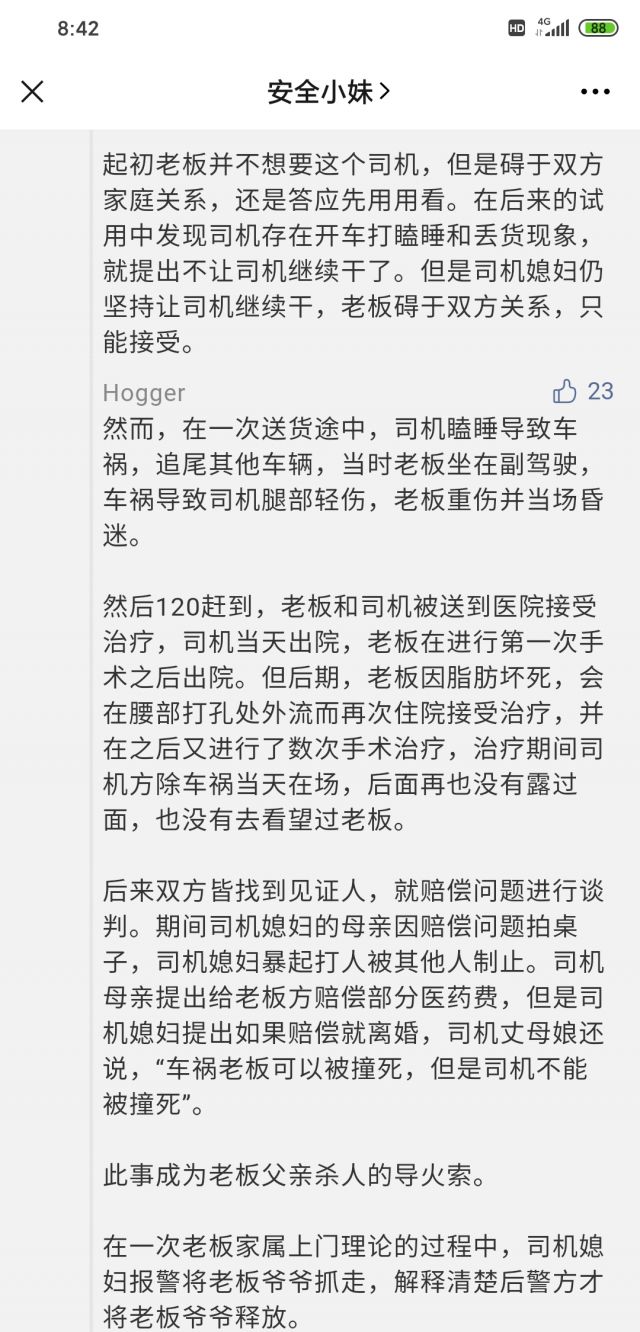 8:42
HD 4G 88
安全小妹
起初老板并不想要这个司机，但是碍于双方
家庭关系，还是答应先用用看。在后来的试
用中发现司机存在开车打瞌睡和丢货现象，
就提出不让司机继续干了。但是司机媳妇仍
坚持让司机继续干，老板碍于双方关系，只
能接受。
Hogger 23
然而，在一次送货途中，司机瞌睡导致车
祸，追尾其他车辆，当时老板坐在副驾驶，
车祸导致司机腿部轻伤，老板重伤并当场昏
迷。
然后120赶到，老板和司机被送到医院接受
治疗，司机当天出院，老板在进行第一次手
术之后出院。但后期，老板因脂肪坏死，会
在腰部打孔处外流而再次住院接受治疗，并
在之后又进行了数次手术治疗，治疗期间司
机方除车祸当天在场，后面再也没有露过
面，也没有去看望过老板。
后来双方皆找到见证人，就赔偿问题进行谈
判。期间司机媳妇的母亲因赔偿问题拍桌
子，司机媳妇暴起打人被其他人制止。司机
母亲提出给老板方赔偿部分医药费，但是司
机媳妇提出如果赔偿就离婚，司机丈母娘还
说，“车祸老板可以被撞死，但是司机不能
被撞死”。
此事成为老板父亲杀人的导火索。
在一次老板家属上门理论的过程中，司机媳
妇报警将老板爷爷抓走，解释清楚后警方才
将老板爷爷释放。